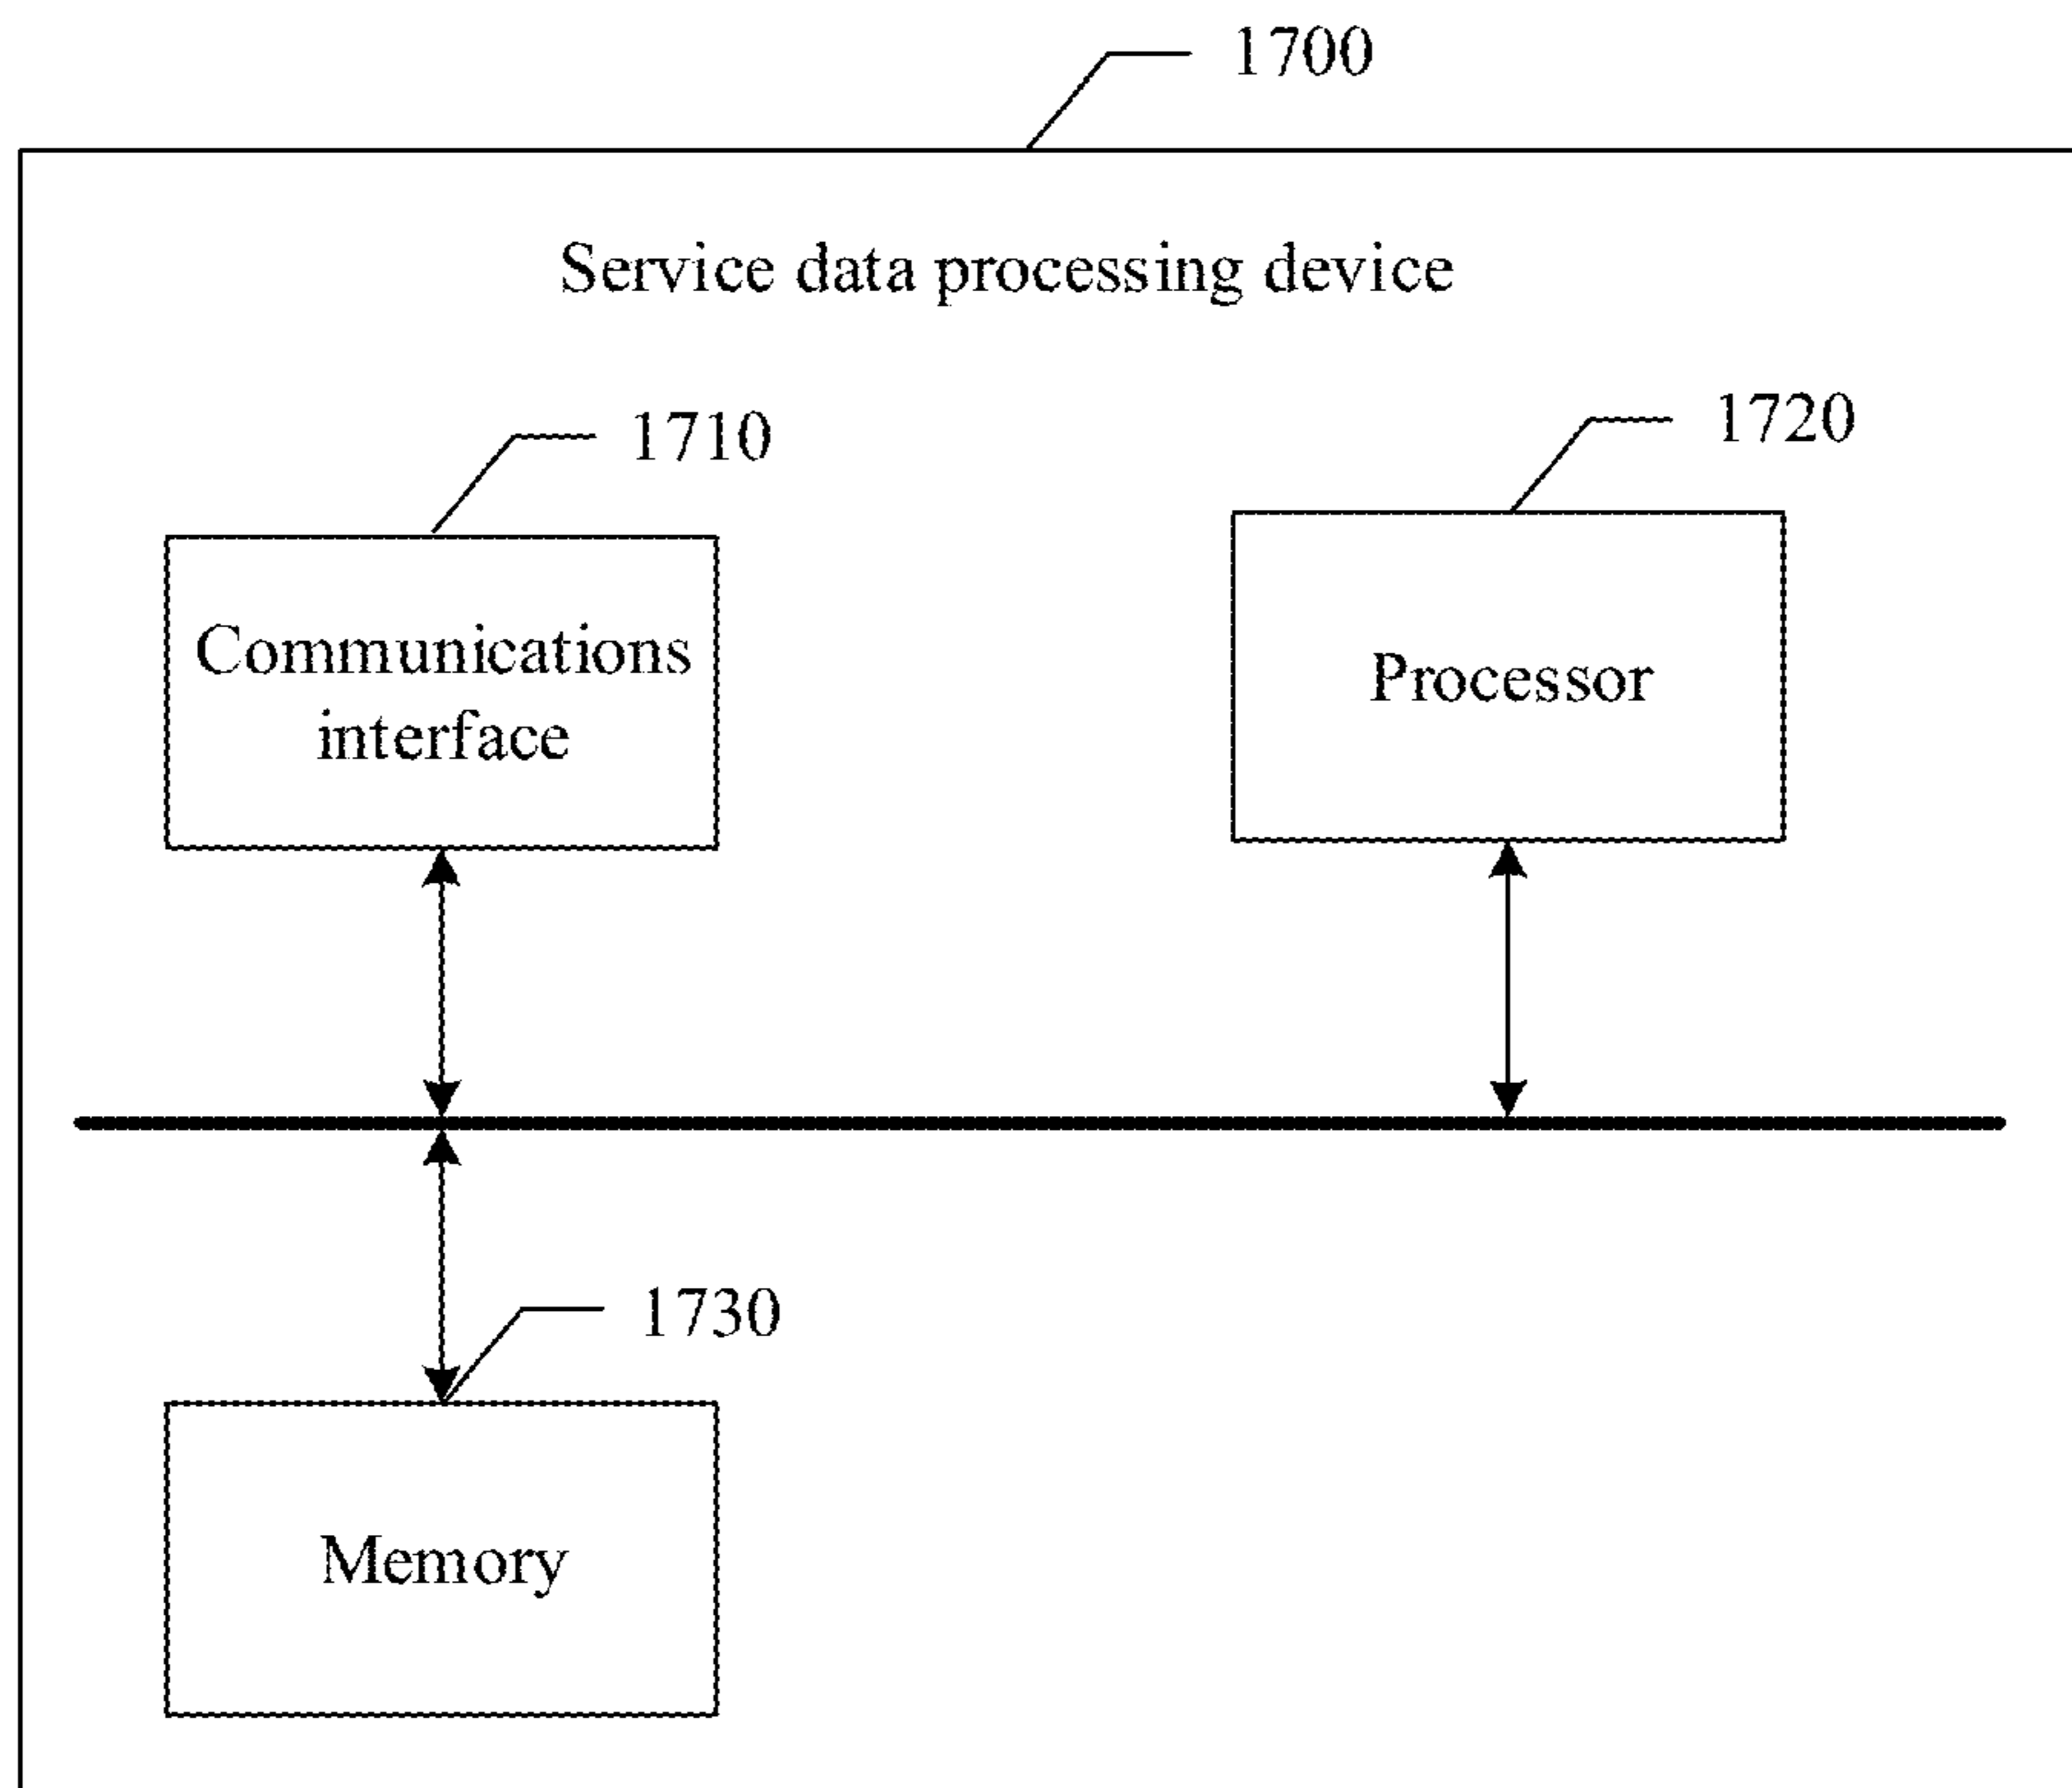 1700
Service data processing device
1710
1720
Communications
interface
Processor
1730
Memory